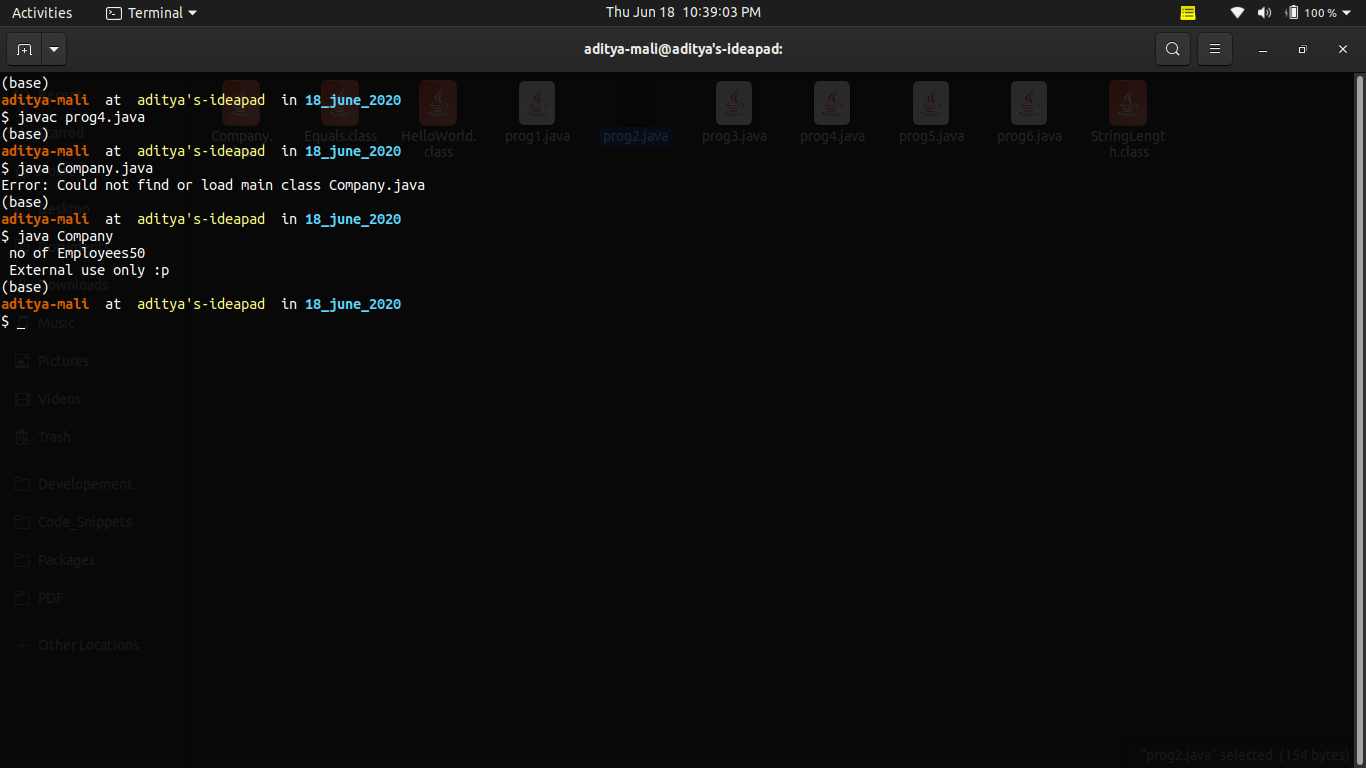 Activities Terminal Thu Jun 18 10:39:03 PM 100 %
aditya-mali@aditya's-ideapad:
(base)
aditya-mali at aditya's-ideapad in 18_june_2020
$ javac prog4.java
(base)
aditya-mali at aditya's-ideapad in 18_june_2020
$ java Company.java
Error: Could not find or load main class Company.java
(base)
aditya-mali at aditya's-ideapad in 18_june_2020
$ java Company
no of Employees50
External use only :p
(base)
aditya-mali at aditya's-ideapad in 18_june_2020
$ _
Company. Equals.class HelloWorld. prog1.java prog2.java prog3.java prog4.java prog5.java prog6.java StringLengt
class h.class
Music
Pictures
Videos
Trash
Developement
Code_Snippets
Packages
PDF
Other Locations
"prog2.java" selected (154 bytes)